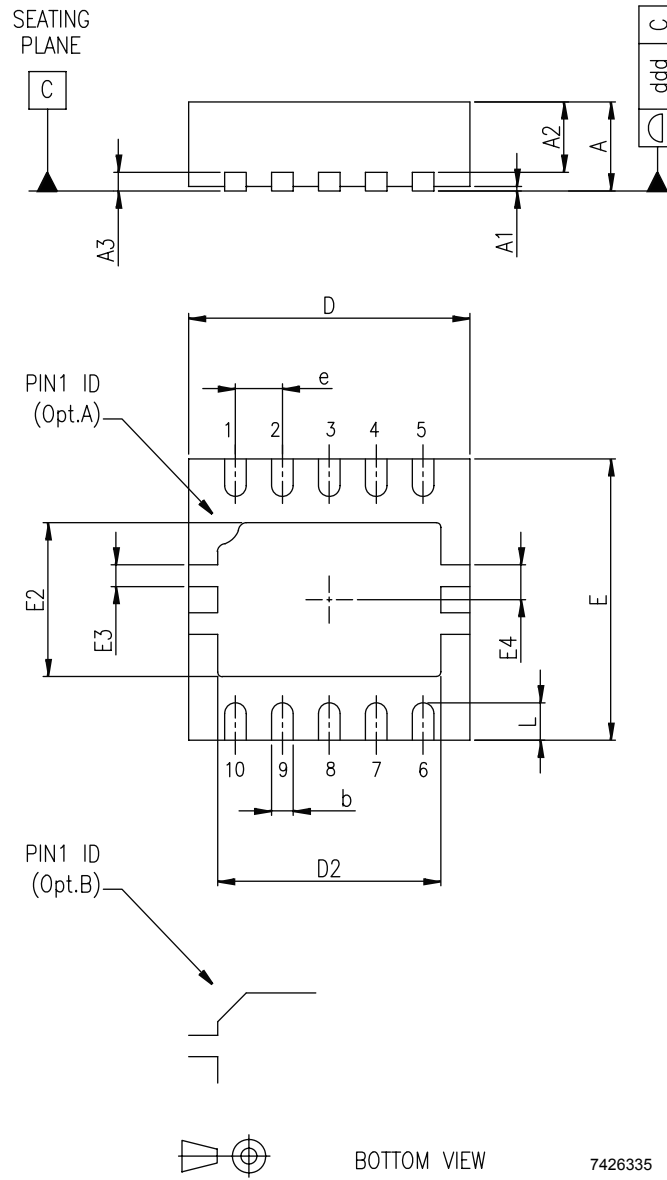 SEATING
PLANE
C
C
ddd
A2
A
A3
A1
D
PIN1 ID
(Opt.A)
e
1 2 3 4 5
E2
E3
E4
E
L
10 9 8 7 6
b
D2
PIN1 ID
(Opt.B)
BOTTOM VIEW
7426335